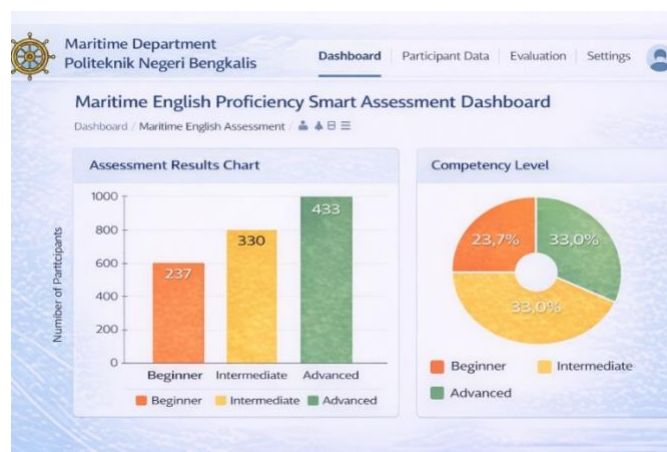 Maritime Department
Politeknik Negeri Bengkalis
Dashboard Participant Data Evaluation Settings
Maritime English Proficiency Smart Assessment Dashboard
Dashboard / Maritime English Assessment /
Assessment Results Chart
1000
800
600
400
200
0
Numiber of Parttcipants
237
330
433
Beginner Intermediate Advanced
Beginner Intermediate Advanced
Competency Level
23,7% 33,0%
33,0%
Beginner Intermediate
Advanced